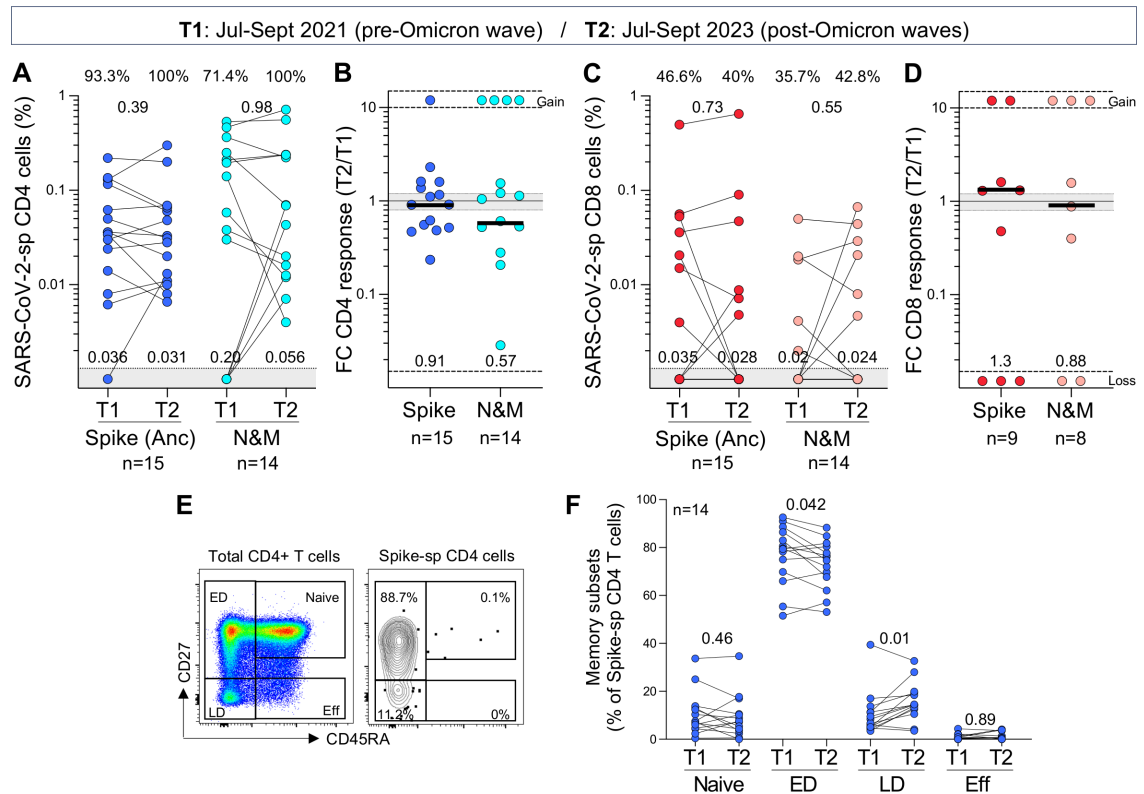 T1: Jul-Sept 2021 (pre-Omicron wave) / T2: Jul-Sept 2023 (post-Omicron waves)
A
93.3% 100% 71.4% 100%
SARS-CoV-2-sp CD4 cells (%)
1
0.1
0.01
0.39 0.98
0.036 0.031 0.20 0.056
T1 T2 T1 T2
Spike (Anc) N&M
n=15 n=14
B
FC CD4 response (T2/T1)
10
1
0.1
Gain
0.91 0.57
Spike N&M
n=15 n=14
C
46.6% 40% 35.7% 42.8%
SARS-CoV-2-sp CD8 cells (%)
1
0.1
0.01
0.73 0.55
0.035 0.028 0.02 0.024
T1 T2 T1 T2
Spike (Anc) N&M
n=15 n=14
D
FC CD8 response (T2/T1)
10
1
0.1
Gain
1.3 0.88
Loss
Spike N&M
n=9 n=8
E
Total CD4+ T cells Spike-sp CD4 cells
ED Naive
LD Eff
88.7% 0.1%
11.2% 0%
CD27
CD45RA
F
Memory subsets
(% of Spike-sp CD4 T cells)
100
80
60
40
20
0
n=14
0.46 0.042 0.01 0.89
T1 T2 T1 T2 T1 T2 T1 T2
Naive ED LD Eff